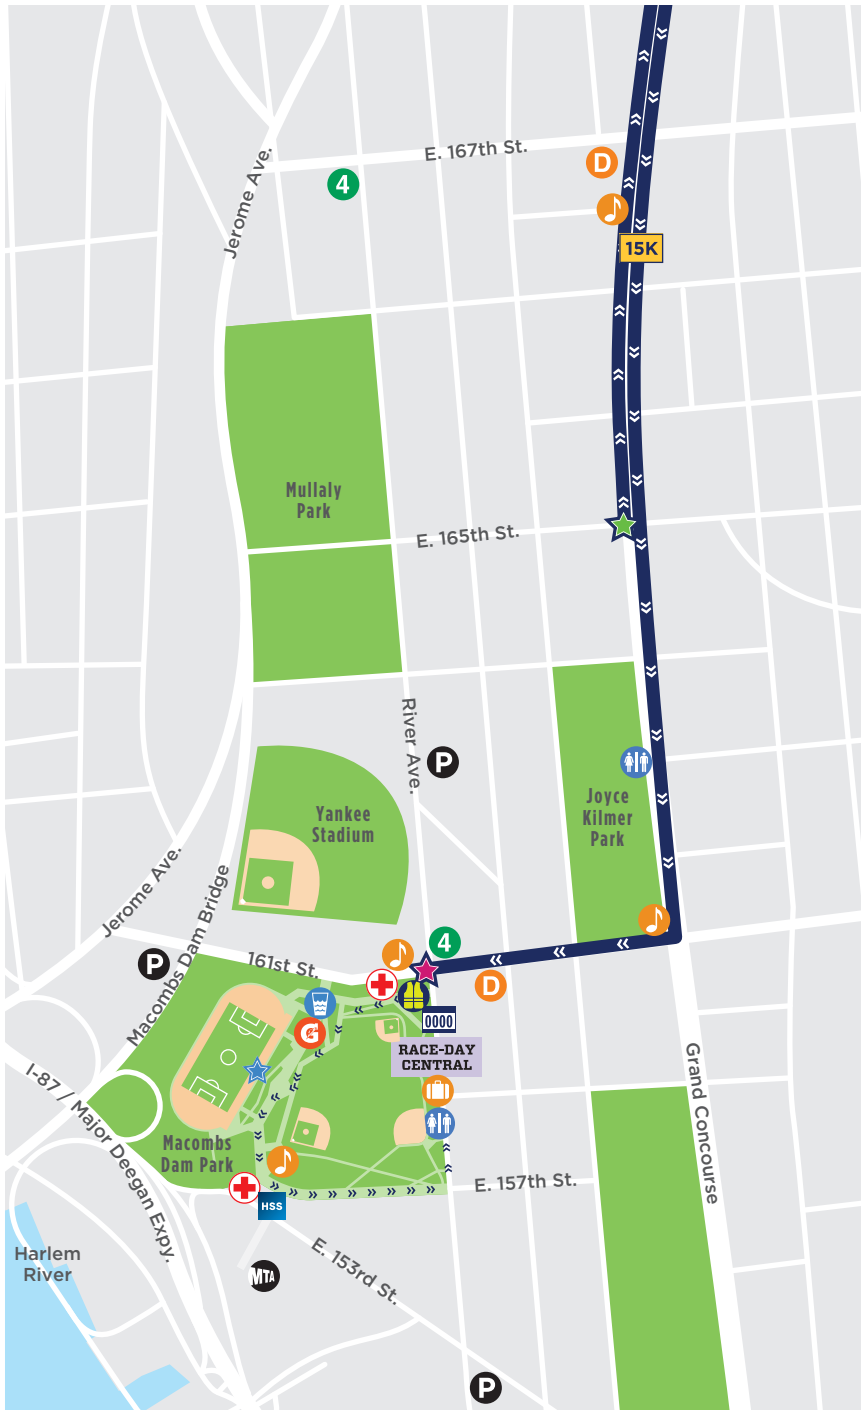 E. 167th St.
D
4
Jerome Ave.
15K
Mullaly
Park
E. 165th St.
River Ave.
P
Joyce
Kilmer
Park
Yankee
Stadium
Jerome Ave.
Macombs Dam Bridge
4
P
161st St.
D
G
0000
RACE-DAY
CENTRAL
I-87 / Major Deegan Expy.
Grand Concourse
Macombs
Dam Park
E. 157th St.
HSS
Harlem
River
E. 153rd St.
MTA
P